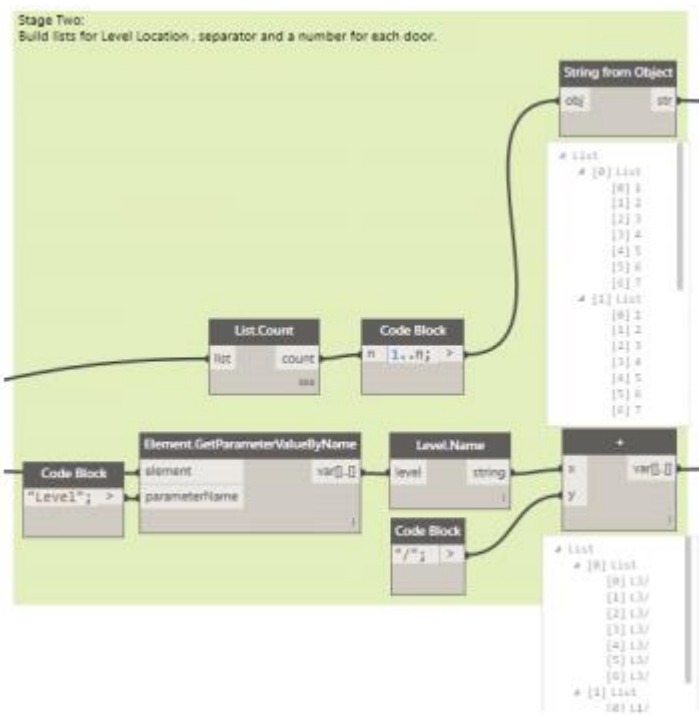 Stage Two:
Build lists for Level Location , separator and a number for each door.
String from Object
obj str
List
[0] List
[0] 1
[1] 2
[2] 3
[3] 4
[4] 5
[5] 6
[6] 7
[1] List
[0] 1
[1] 2
[2] 3
[3] 4
[4] 5
[5] 6
[6] 7
List.Count
list count
Code Block
n 1..n; >
Element.GetParameterValueByName
element var[]..[]
parameterName
Code Block
"Level"; >
Level.Name
level string
Code Block
"/"; >
+
x var[]..[]
y
List
[0] List
[0] L3/
[1] L3/
[2] L3/
[3] L3/
[4] L3/
[5] L3/
[6] L3/
[1] List
[0] L1/